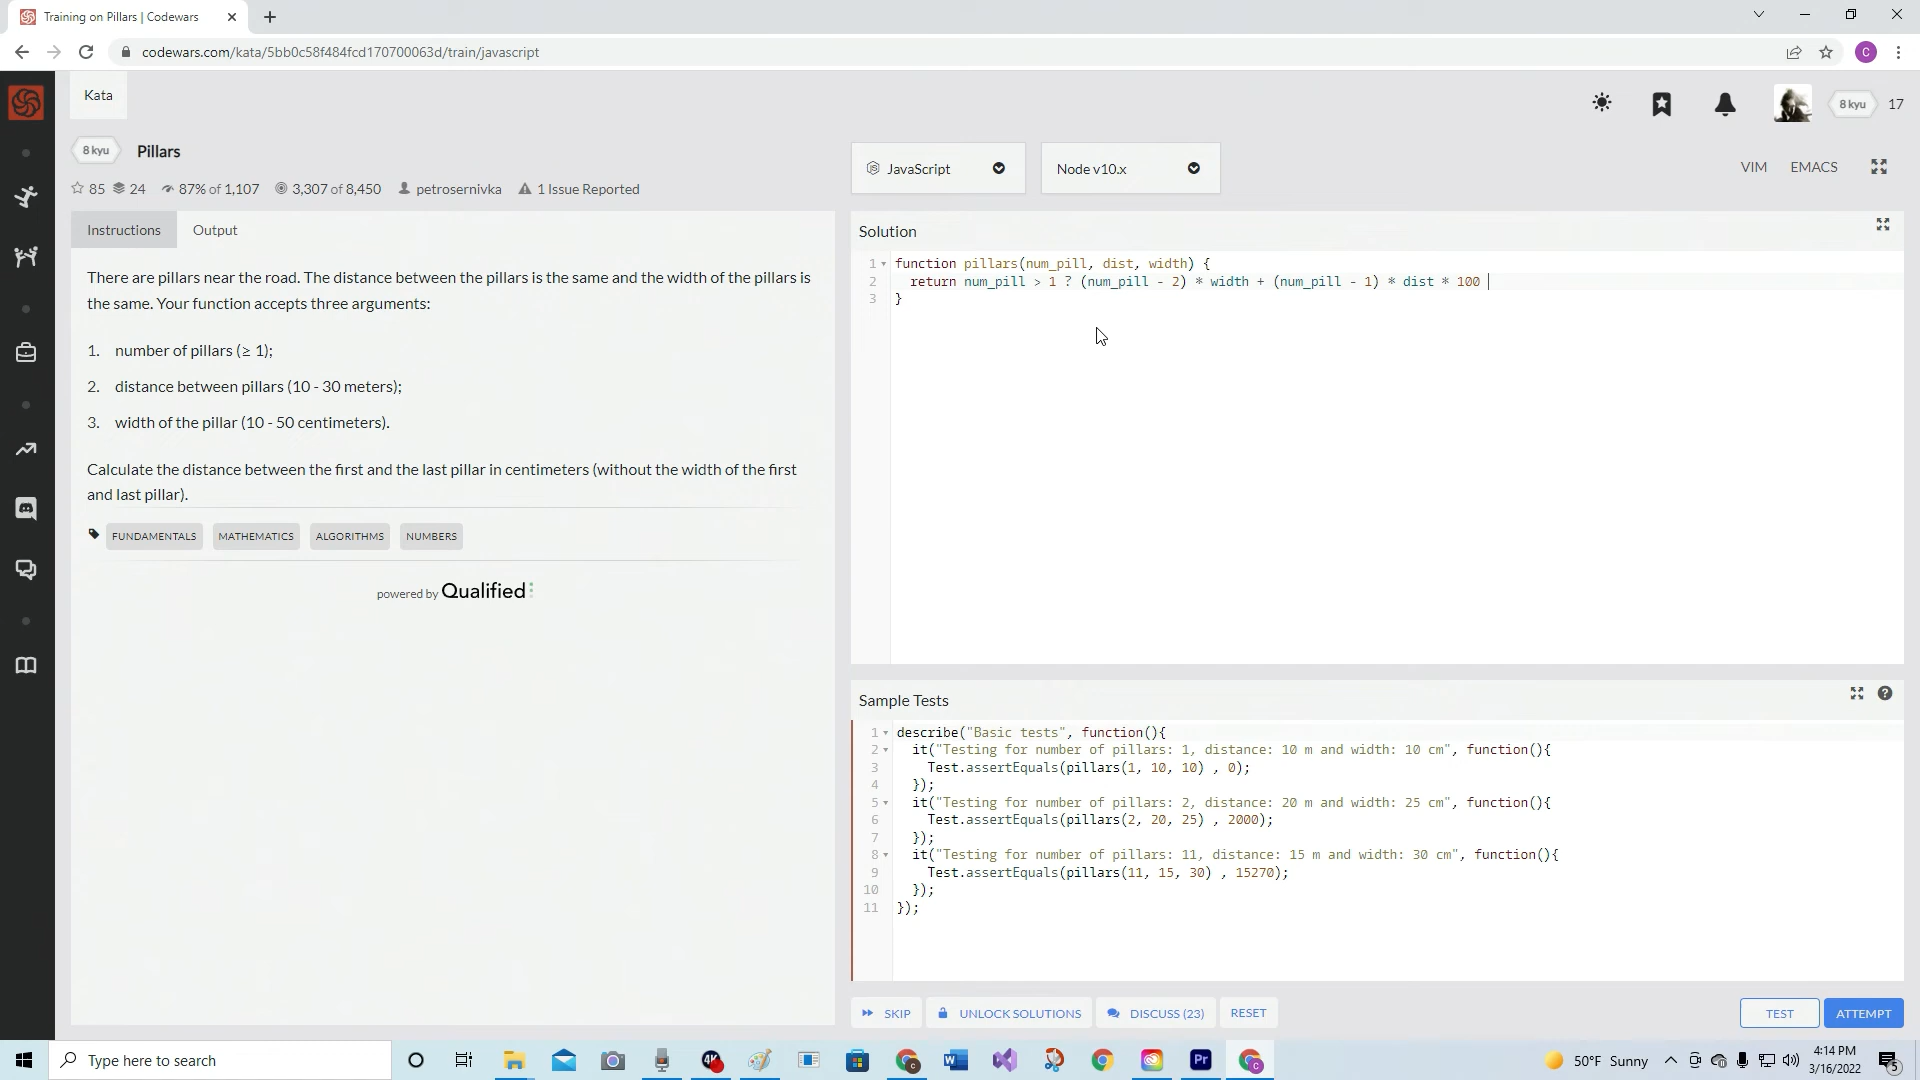 Training on Pillars | Codewars
codewars.com/kata/5bb0c58f484fcd170700063d/train/javascript
C
Kata
8 kyu
17
8 kyu
Pillars
85
24
87% of 1,107
3,307 of 8,450
petrosernivka
1 Issue Reported
JavaScript
Node v10.x
VIM
EMACS
Instructions
Output
There are pillars near the road. The distance between the pillars is the same and the width of the pillars is
the same. Your function accepts three arguments:
1. number of pillars (≥ 1);
2. distance between pillars (10 - 30 meters);
3. width of the pillar (10 - 50 centimeters).
Calculate the distance between the first and the last pillar in centimeters (without the width of the first
and last pillar).
FUNDAMENTALS
MATHEMATICS
ALGORITHMS
NUMBERS
powered by Qualified
Solution
1 function pillars(num_pill, dist, width) {
2 return num_pill > 1 ? (num_pill - 2) * width + (num_pill - 1) * dist * 100
3 }
Sample Tests
1 describe("Basic tests", function(){
2 it("Testing for number of pillars: 1, distance: 10 m and width: 10 cm", function(){
3 Test.assertEquals(pillars(1, 10, 10) , 0);
4 });
5 it("Testing for number of pillars: 2, distance: 20 m and width: 25 cm", function(){
6 Test.assertEquals(pillars(2, 20, 25) , 2000);
7 });
8 it("Testing for number of pillars: 11, distance: 15 m and width: 30 cm", function(){
9 Test.assertEquals(pillars(11, 15, 30) , 15270);
10 });
11 });
SKIP
UNLOCK SOLUTIONS
DISCUSS (23)
RESET
TEST
ATTEMPT
Type here to search
4K
Pr
50°F Sunny
4:14 PM
3/16/2022
5